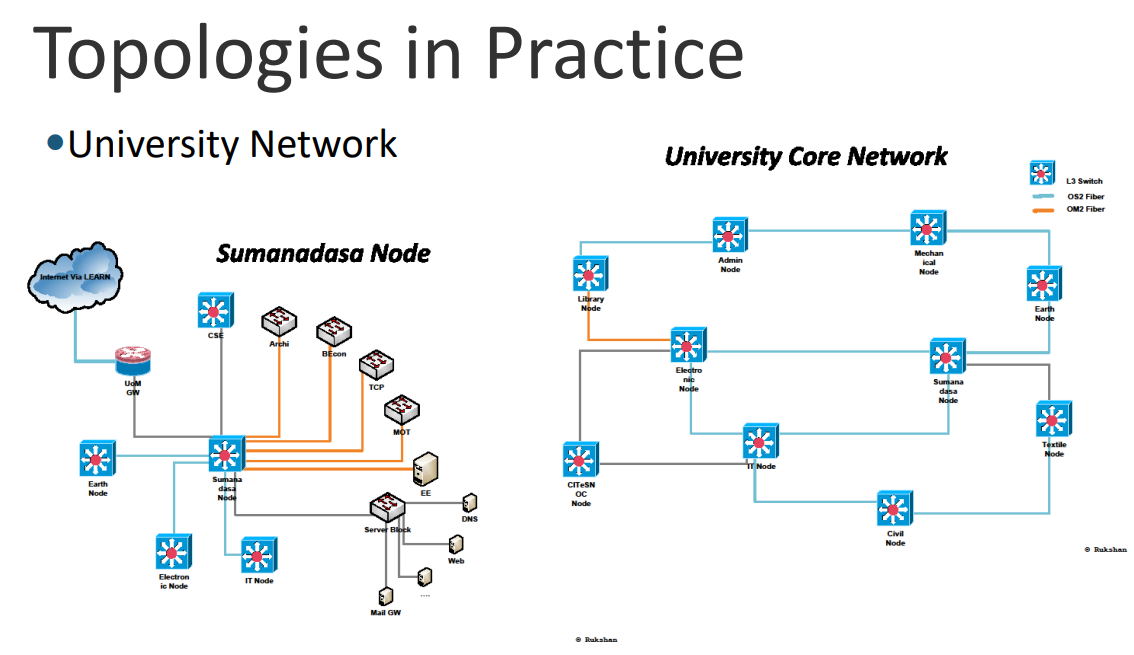 Topologies in Practice
•University Network
University Core Network
L3 Switch
OS2 Fiber
OM2 Fiber
Admin
Node
Mechan
ical
Node
Library
Node
Earth
Node
Electro
nic
Node
Sumana
dasa
Node
Textile
Node
IT Node
CITeSN
OC
Node
Civil
Node
© Rukshan
Sumanadasa Node
Internet Via LEARN
CSE
Archi
BEcon
TCP
UoM
GW
MOT
Earth
Node
Sumana
dasa
Node
EE
DNS
Server Block
Web
Electron
ic Node
IT Node
....
Mail GW
© Rukshan